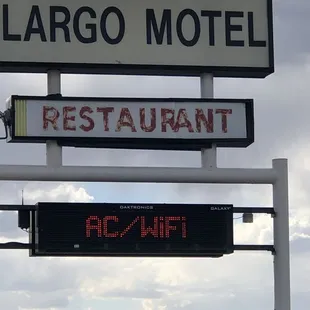 LARGO MOTEL
RESTAURANT
DAKTRONICS GALAXY
AC/WiFi